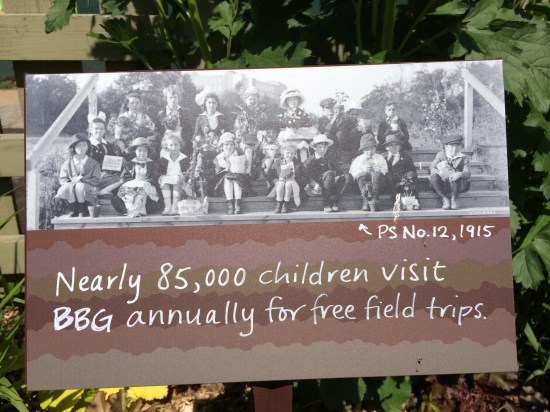 ↖ PS No. 12, 1915
Nearly 85,000 children visit
BBG annually for free field trips.